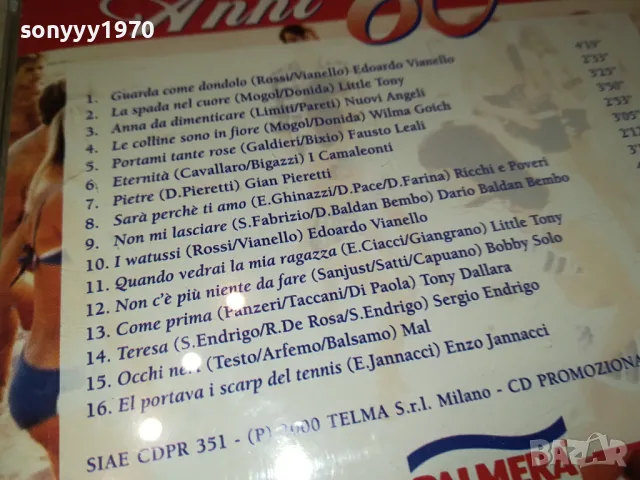 sonyyy1970
Anni 60
1. Guarda come dondolo (Rossi/Vianello) Edoardo Vianello
2. La spada nel cuore (Mogol/Donida) Little Tony
3. Anna da dimenticare (Limiti/Pareti) Nuovi Angeli
4. Le colline sono in fiore (Mogol/Donida) Wilma Goich
5. Portami tante rose (Galdieri/Bixio) Fausto Leali
6. Eternità (Cavallaro/Bigazzi) I Camaleonti
7. Pietre (D.Pieretti) Gian Pieretti
8. Sarà perchè ti amo (E.Ghinazzi/D.Pace/D.Farina) Ricchi e Poveri
9. Non mi lasciare (S.Fabrizio/D.Baldan Bembo) Dario Baldan Bembo
10. I watussi (Rossi/Vianello) Edoardo Vianello
11. Quando vedrai la mia ragazza (E.Ciacci/Giangrano) Little Tony
12. Non c'è più niente da fare (Sanjust/Satti/Capuano) Bobby Solo
13. Come prima (Panzeri/Taccani/Di Paola) Tony Dallara
14. Teresa (S.Endrigo/R.De Rosa/S.Endrigo) Sergio Endrigo
15. Occhi neri (Testo/Arfemo/Balsamo) Mal
16. El portava i scarp del tennis (E.Jannacci) Enzo Jannacci
4'19"
2'35"
3'25"
3'50"
2'53"
3'05"
SIAE CDPR 351 - (P) 2000 TELMA S.r.l. Milano - CD PROMOZIONA
PALMERA
bazar.bg